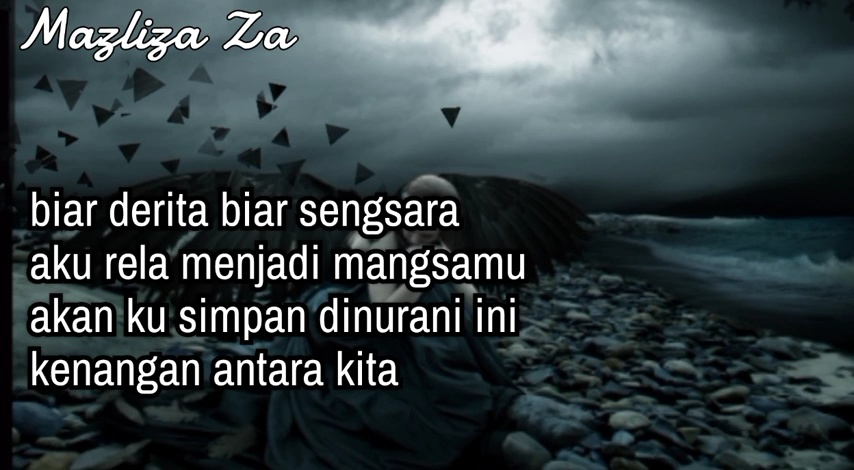 Mazliza Za
biar derita biar sengsara
aku rela menjadi mangsamu
akan ku simpan dinurani ini
kenangan antara kita